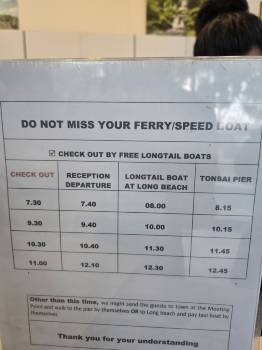 DO NOT MISS YOUR FERRY/SPEED BOAT
☑ CHECK OUT BY FREE LONGTAIL BOATS
CHECK OUT RECEPTION DEPARTURE LONGTAIL BOAT AT LONG BEACH TONSAI PIER
7.30 7.40 08.00 8.15
9.30 9.40 10.00 10.15
10.30 10.40 11.30 11.45
11.00 12.10 12.30 12.45
Other than this time, we might send the guests to town at the Meeting
Point and walk to the pier by themselves OR to Long beach and pay taxi boat by
themselves
Thank you for your understanding